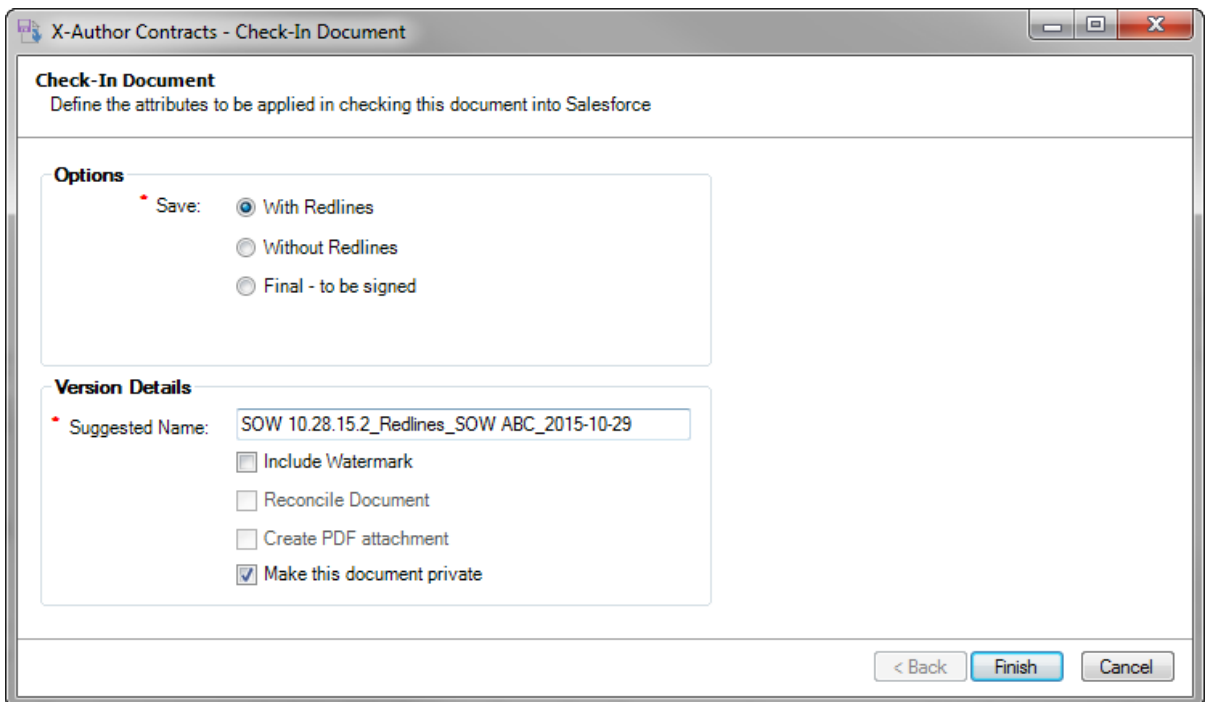 X-Author Contracts - Check-In Document
Check-In Document
Define the attributes to be applied in checking this document into Salesforce
Options
* Save: With Redlines
Without Redlines
Final - to be signed
Version Details
* Suggested Name: SOW 10.28.15.2_Redlines_SOW ABC_2015-10-29
Include Watermark
Reconcile Document
Create PDF attachment
Make this document private
< Back Finish Cancel